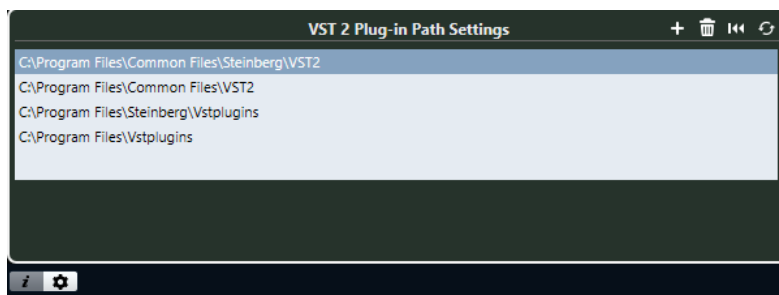 VST 2 Plug-in Path Settings
C:\Program Files\Common Files\Steinberg\VST2
C:\Program Files\Common Files\VST2
C:\Program Files\Steinberg\Vstplugins
C:\Program Files\Vstplugins
i